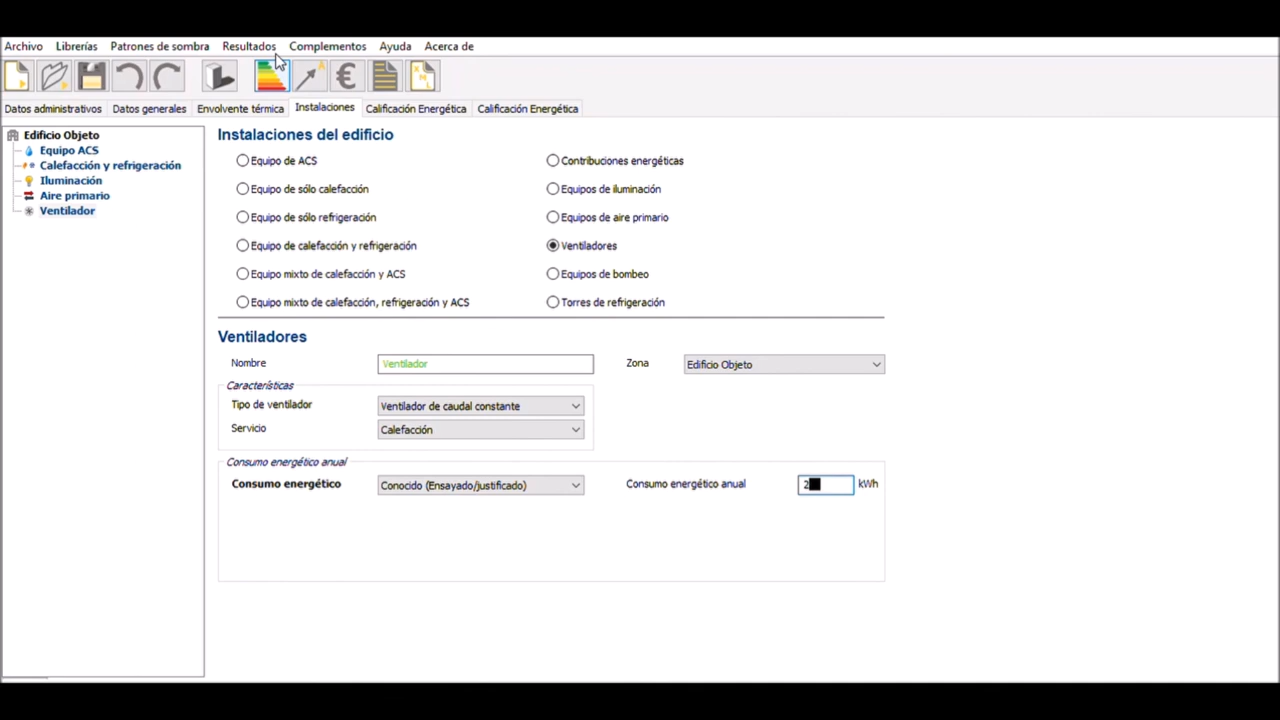 Archivo Librerías Patrones de sombra Resultados Complementos Ayuda Acerca de
Datos administrativos Datos generales Envolvente térmica Instalaciones Calificación Energética Calificación Energética
Edificio Objeto
Equipo ACS
Calefacción y refrigeración
Iluminación
Aire primario
Ventilador
Instalaciones del edificio
Equipo de ACS Contribuciones energéticas
Equipo de sólo calefacción Equipos de iluminación
Equipo de sólo refrigeración Equipos de aire primario
Equipo de calefacción y refrigeración Ventiladores
Equipo mixto de calefacción y ACS Equipos de bombeo
Equipo mixto de calefacción, refrigeración y ACS Torres de refrigeración
Ventiladores
Nombre Ventilador Zona Edificio Objeto
Características
Tipo de ventilador Ventilador de caudal constante
Servicio Calefacción
Consumo energético anual
Consumo energético Conocido (Ensayado/justificado) Consumo energético anual kWh